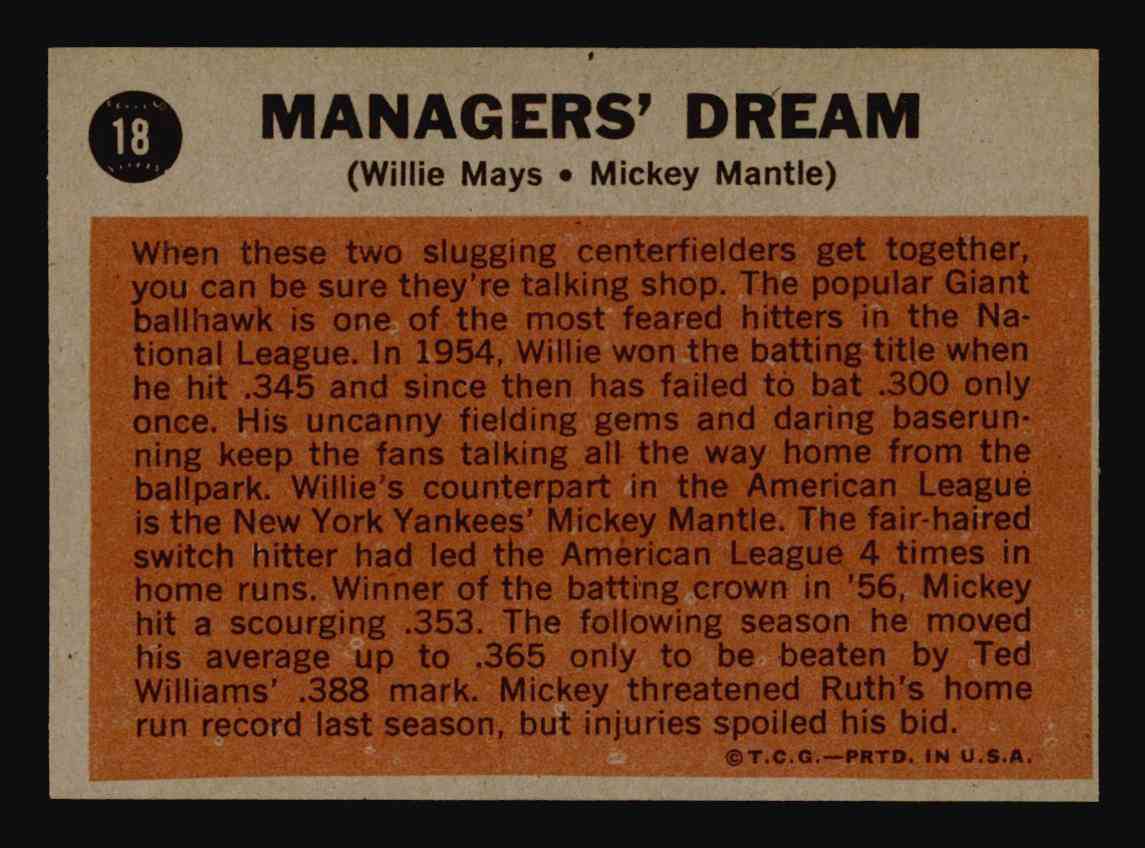 18
MANAGERS' DREAM
(Willie Mays • Mickey Mantle)
When these two slugging centerfielders get together,
you can be sure they're talking shop. The popular Giant
ballhawk is one of the most feared hitters in the Na-
tional League. In 1954, Willie won the batting title when
he hit .345 and since then has failed to bat .300 only
once. His uncanny fielding gems and daring baserun-
ning keep the fans talking all the way home from the
ballpark. Willie's counterpart in the American League
is the New York Yankees' Mickey Mantle. The fair-haired
switch hitter had led the American League 4 times in
home runs. Winner of the batting crown in '56, Mickey
hit a scourging .353. The following season he moved
his average up to .365 only to be beaten by Ted
Williams' .388 mark. Mickey threatened Ruth's home
run record last season, but injuries spoiled his bid.
©T.C.G.—PRTD. IN U.S.A.